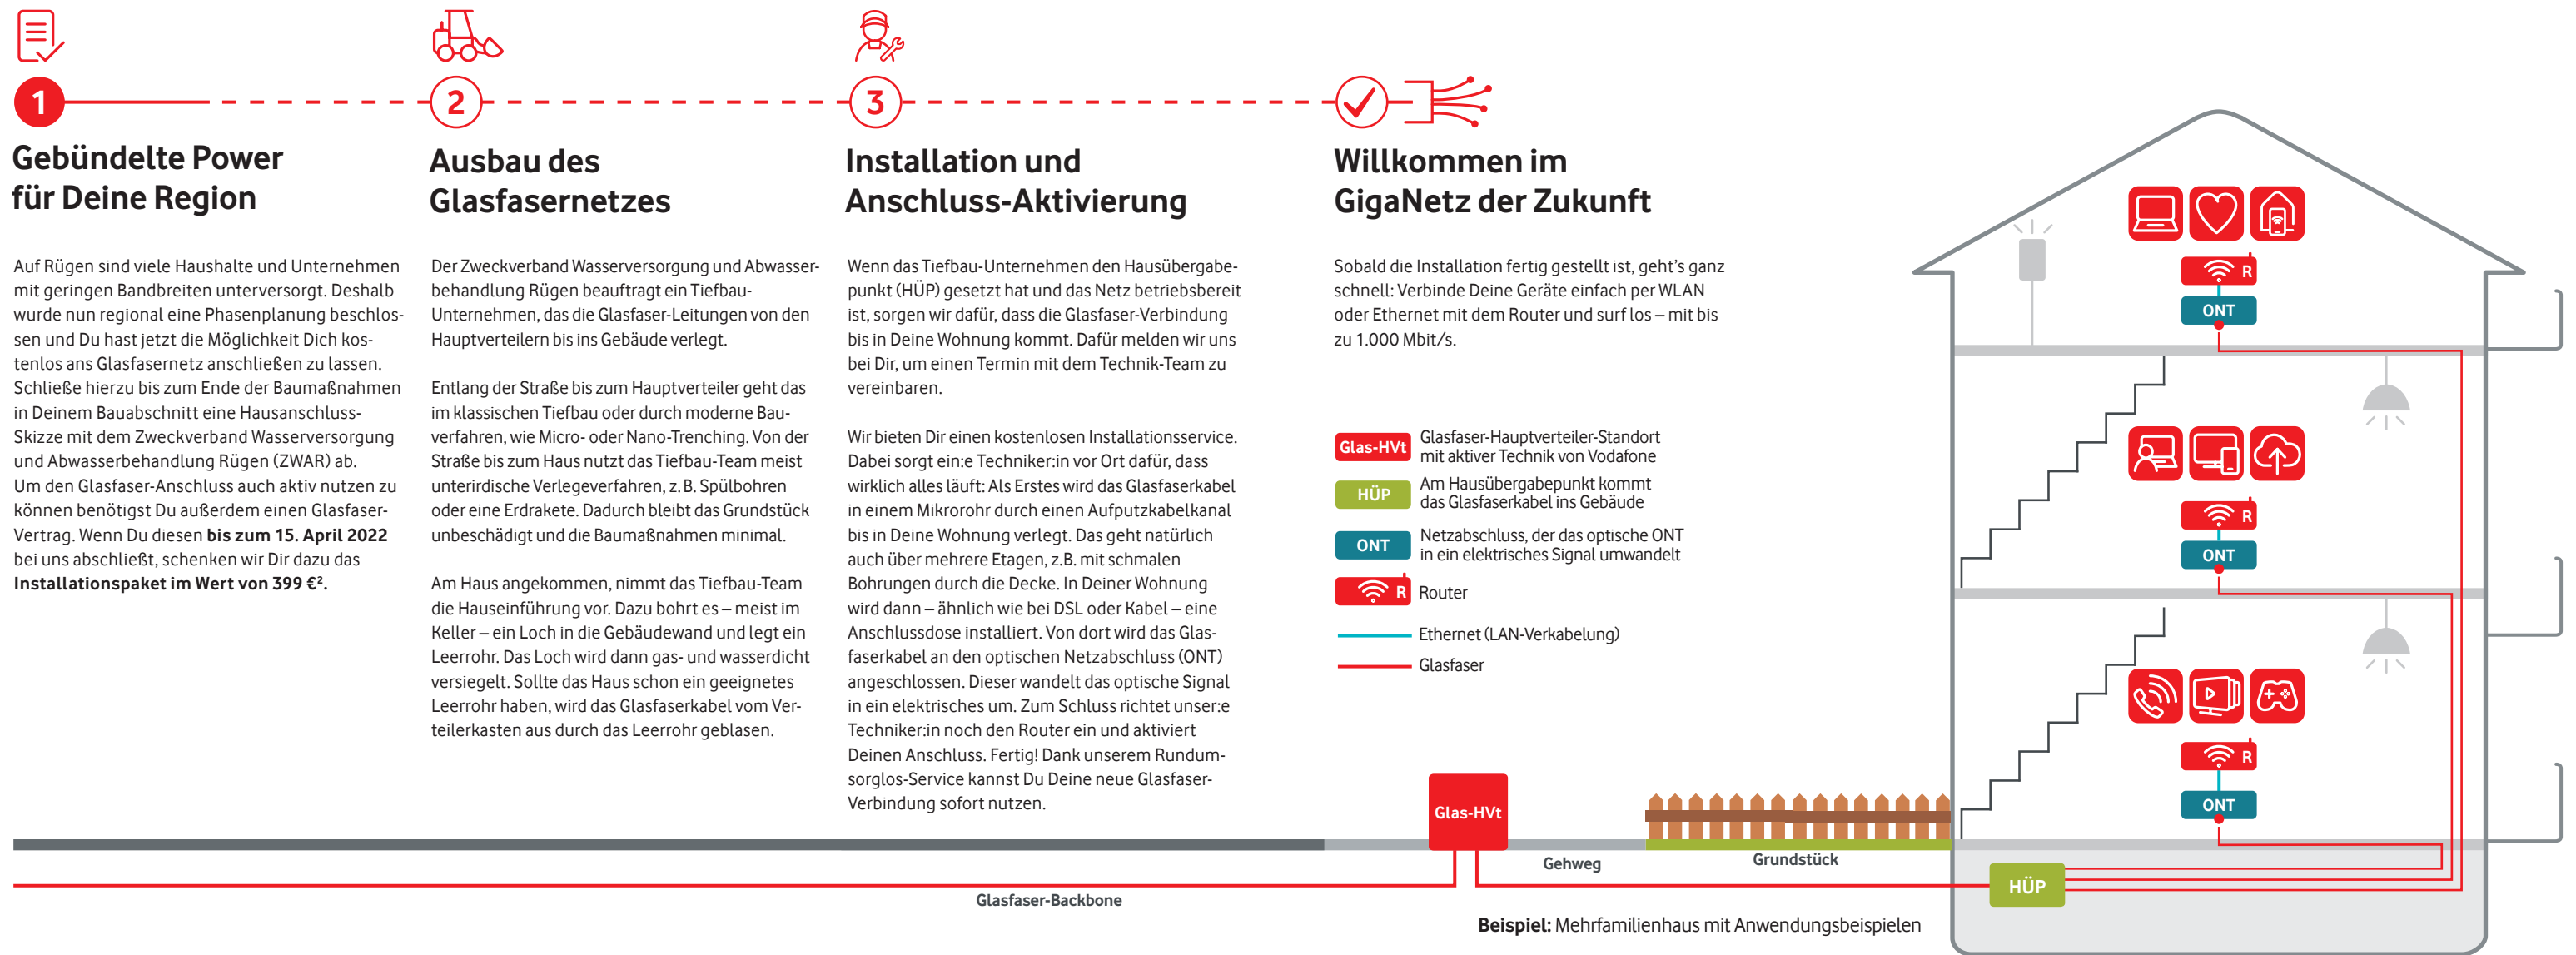 1
Gebündelte Power
für Deine Region
Auf Rügen sind viele Haushalte und Unternehmen
mit geringen Bandbreiten unterversorgt. Deshalb
wurde nun regional eine Phasenplanung beschlos-
sen und Du hast jetzt die Möglichkeit Dich kos-
tenlos ans Glasfasernetz anschließen zu lassen.
Schließe hierzu bis zum Ende der Baumaßnahmen
in Deinem Bauabschnitt eine Hausanschluss-
Skizze mit dem Zweckverband Wasserversorgung
und Abwasserbehandlung Rügen (ZWAR) ab.
Um den Glasfaser-Anschluss auch aktiv nutzen zu
können benötigst Du außerdem einen Glasfaser-
Vertrag. Wenn Du diesen bis zum 15. April 2022
bei uns abschließt, schenken wir Dir dazu das
Installationspaket im Wert von 399 €².
2
Ausbau des
Glasfasernetzes
Der Zweckverband Wasserversorgung und Abwasser-
behandlung Rügen beauftragt ein Tiefbau-
Unternehmen, das die Glasfaser-Leitungen von den
Hauptverteilern bis ins Gebäude verlegt.
Entlang der Straße bis zum Hauptverteiler geht das
im klassischen Tiefbau oder durch moderne Bau-
verfahren, wie Micro- oder Nano-Trenching. Von der
Straße bis zum Haus nutzt das Tiefbau-Team meist
unterirdische Verlegeverfahren, z. B. Spülbohren
oder eine Erdrakete. Dadurch bleibt das Grundstück
unbeschädigt und die Baumaßnahmen minimal.
Am Haus angekommen, nimmt das Tiefbau-Team
die Hauseinführung vor. Dazu bohrt es – meist im
Keller – ein Loch in die Gebäudewand und legt ein
Leerrohr. Das Loch wird dann gas- und wasserdicht
versiegelt. Sollte das Haus schon ein geeignetes
Leerrohr haben, wird das Glasfaserkabel vom Ver-
teilerkasten aus durch das Leerrohr geblasen.
3
Installation und
Anschluss-Aktivierung
Wenn das Tiefbau-Unternehmen den Hausübergabe-
punkt (HÜP) gesetzt hat und das Netz betriebsbereit
ist, sorgen wir dafür, dass die Glasfaser-Verbindung
bis in Deine Wohnung kommt. Dafür melden wir uns
bei Dir, um einen Termin mit dem Technik-Team zu
vereinbaren.
Wir bieten Dir einen kostenlosen Installationsservice.
Dabei sorgt ein:e Techniker:in vor Ort dafür, dass
wirklich alles läuft: Als Erstes wird das Glasfaserkabel
in einem Mikrorohr durch einen Aufputzkabelkanal
bis in Deine Wohnung verlegt. Das geht natürlich
auch über mehrere Etagen, z.B. mit schmalen
Bohrungen durch die Decke. In Deiner Wohnung
wird dann – ähnlich wie bei DSL oder Kabel – eine
Anschlussdose installiert. Von dort wird das Glas-
faserkabel an den optischen Netzabschluss (ONT)
angeschlossen. Dieser wandelt das optische Signal
in ein elektrisches um. Zum Schluss richtet unser:e
Techniker:in noch den Router ein und aktiviert
Deinen Anschluss. Fertig! Dank unserem Rundum-
sorglos-Service kannst Du Deine neue Glasfaser-
Verbindung sofort nutzen.
Willkommen im
GigaNetz der Zukunft
Sobald die Installation fertig gestellt ist, geht's ganz
schnell: Verbinde Deine Geräte einfach per WLAN
oder Ethernet mit dem Router und surf los – mit bis
zu 1.000 Mbit/s.
Glas-HVt
Glasfaser-Hauptverteiler-Standort
mit aktiver Technik von Vodafone
HÜP
Am Hausübergabepunkt kommt
das Glasfaserkabel ins Gebäude
ONT
Netzabschluss, der das optische ONT
in ein elektrisches Signal umwandelt
R
Router
Ethernet (LAN-Verkabelung)
Glasfaser
R
ONT
R
ONT
R
ONT
Glas-HVt
Gehweg
Grundstück
HÜP
Glasfaser-Backbone
Beispiel: Mehrfamilienhaus mit Anwendungsbeispielen